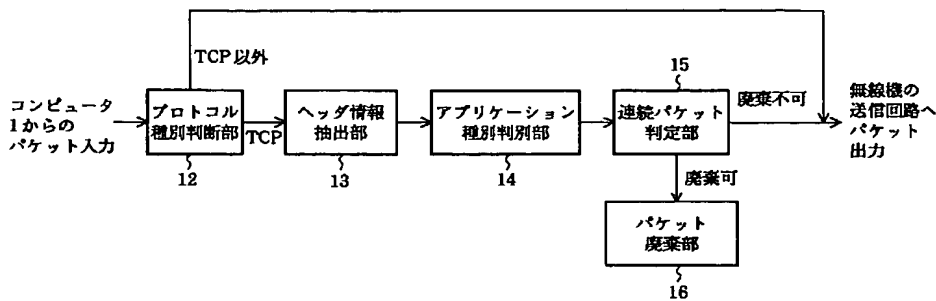 TCP以外
コンピュータ
1からの
パケット入力
プロトコル
種別判断部
12
TCP
ヘッダ情報
抽出部
13
アプリケーション
種別判別部
14
15
連続パケット
判定部
廃棄不可
廃棄可
パケット
廃棄部
16
無線機の
送信回路へ
パケット
出力